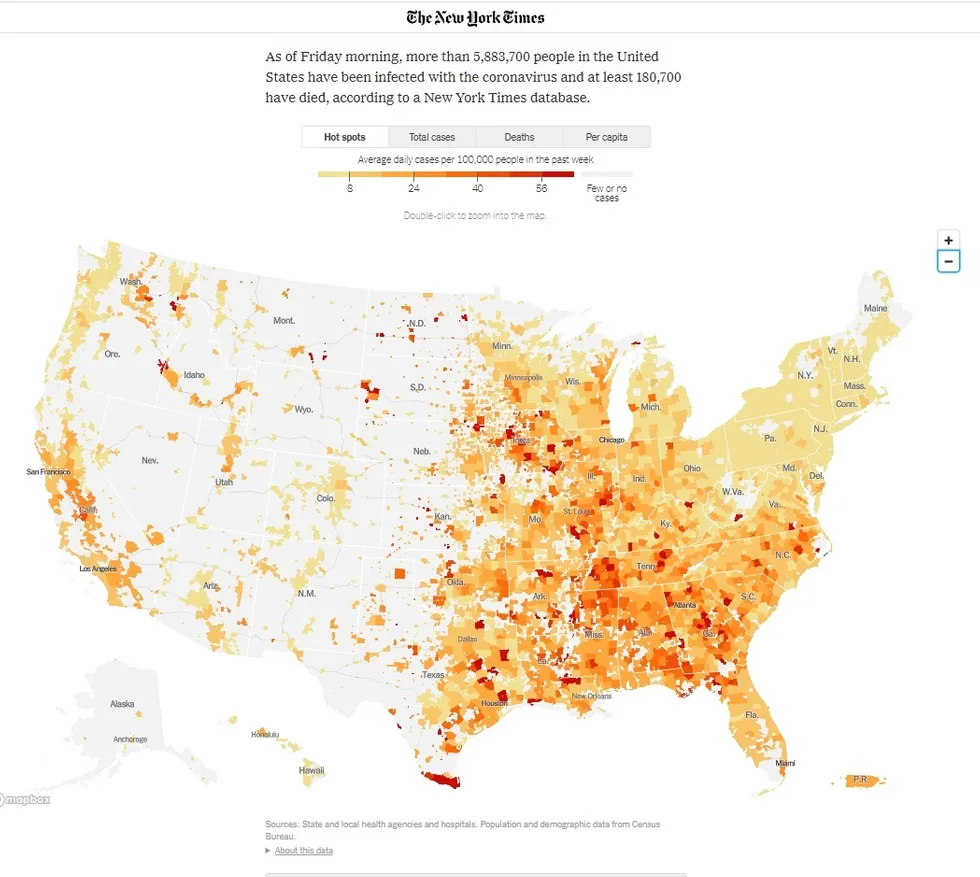 The New York Times
As of Friday morning, more than 5,883,700 people in the United
States have been infected with the coronavirus and at least 180,700
have died, according to a New York Times database.
Hot spots
Total cases
Deaths
Per capita
Average daily cases per 100,000 people in the past week
8
24
40
56
Few or no
cases
Double-click to zoom into the map.
+
−
Wash.
Mont.
N.D.
Minn.
Maine
Ore.
Idaho
S.D.
Minneapolis
Wis.
Vt.
N.H.
N.Y.
Mass.
Wyo.
Mich.
Conn.
Iowa
Chicago
Pa.
N.J.
Nev.
Neb.
Ohio
Md.
Del.
San Francisco
Utah
Colo.
Ill.
Ind.
W.Va.
Va.
Calif.
Kan.
Mo.
St. Louis
Ky.
N.C.
Los Angeles
Ariz.
N.M.
Okla.
Ark.
Tenn.
S.C.
Atlanta
Dallas
Miss.
Ala.
Ga.
La.
Texas
Houston
New Orleans
Alaska
Fla.
Anchorage
Honolulu
Hawaii
Miami
P.R.
mapbox
Sources: State and local health agencies and hospitals. Population and demographic data from Census
Bureau.
▶ About this data